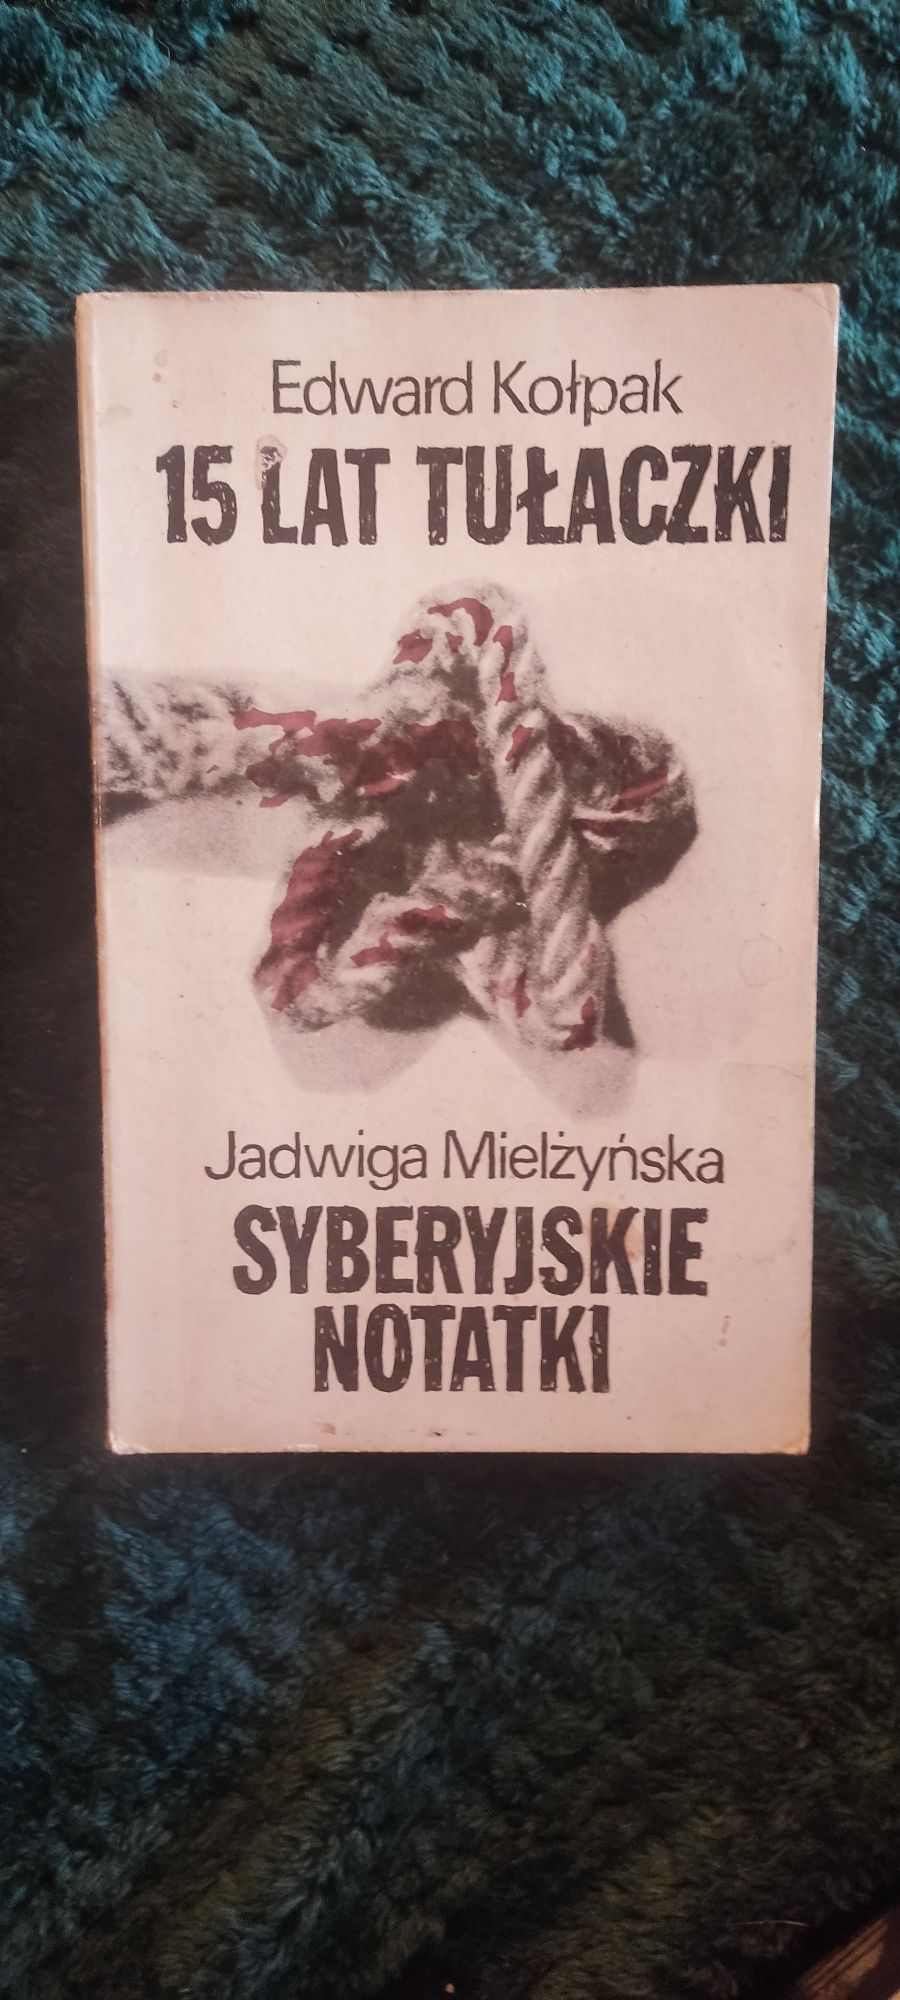 Edward Kołpak
15 LAT TUŁACZKI
Jadwiga Mielżyńska
SYBERYJSKIE
NOTATKI